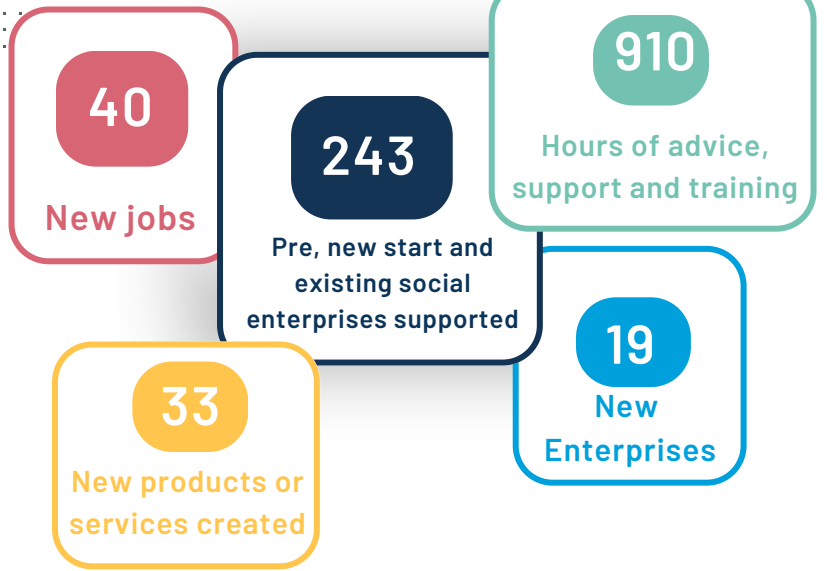 40
New jobs
243
Pre, new start and
existing social
enterprises supported
910
Hours of advice,
support and training
33
New products or
services created
19
New
Enterprises